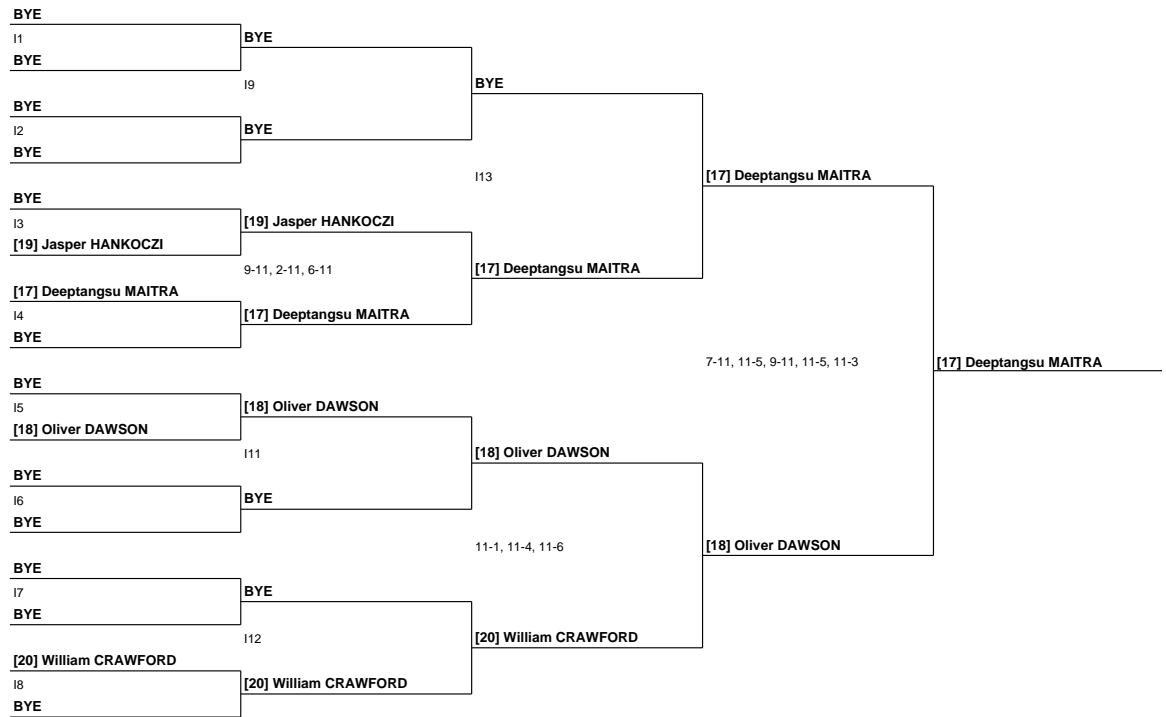 BYE
I1
BYE
BYE
I9
BYE
BYE
I2
BYE
BYE
I13
[17] Deeptangsu MAITRA
BYE
I3
[19] Jasper HANKOCZI
[19] Jasper HANKOCZI
9-11, 2-11, 6-11
[17] Deeptangsu MAITRA
[17] Deeptangsu MAITRA
I4
[17] Deeptangsu MAITRA
BYE
7-11, 11-5, 9-11, 11-5, 11-3
[17] Deeptangsu MAITRA
BYE
I5
[18] Oliver DAWSON
[18] Oliver DAWSON
I11
[18] Oliver DAWSON
BYE
I6
BYE
BYE
11-1, 11-4, 11-6
[18] Oliver DAWSON
BYE
I7
BYE
BYE
I12
[20] William CRAWFORD
[20] William CRAWFORD
I8
[20] William CRAWFORD
BYE